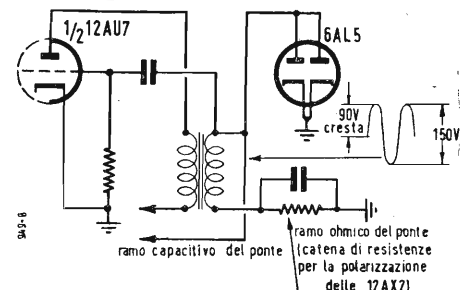 1/2 12AU7
6AL5
90V
cresta
150V
ramo capacitivo del ponte
ramo ohmico del ponte
(catena di resistenze
per la polarizzazione
delle 12AX2)